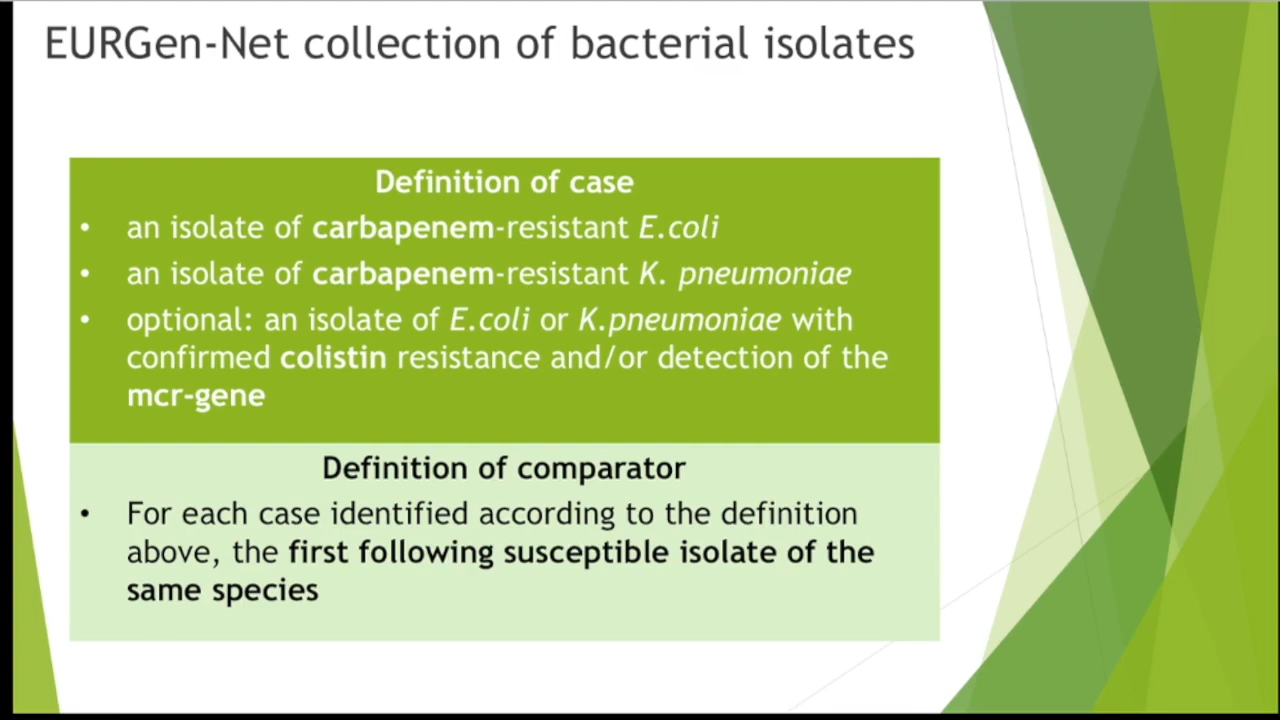 EURGen-Net collection of bacterial isolates
Definition of case
• an isolate of carbapenem-resistant E.coli
• an isolate of carbapenem-resistant K. pneumoniae
• optional: an isolate of E.coli or K.pneumoniae with
confirmed colistin resistance and/or detection of the
mcr-gene
Definition of comparator
• For each case identified according to the definition
above, the first following susceptible isolate of the
same species